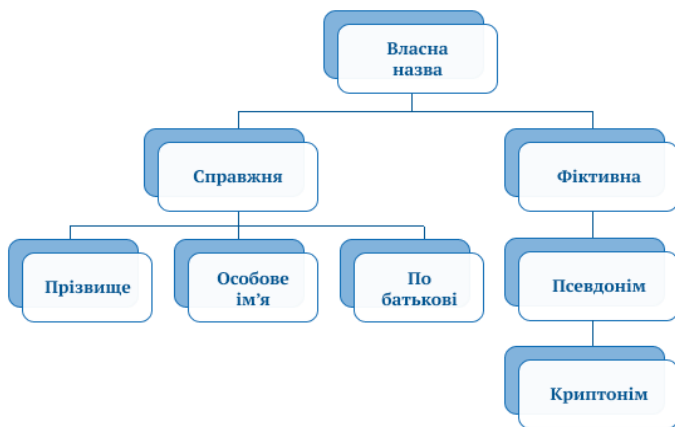 Власна
назва
Справжня
Фіктивна
Прізвище
Особове
ім’я
По
батькові
Псевдонім
Криптонім